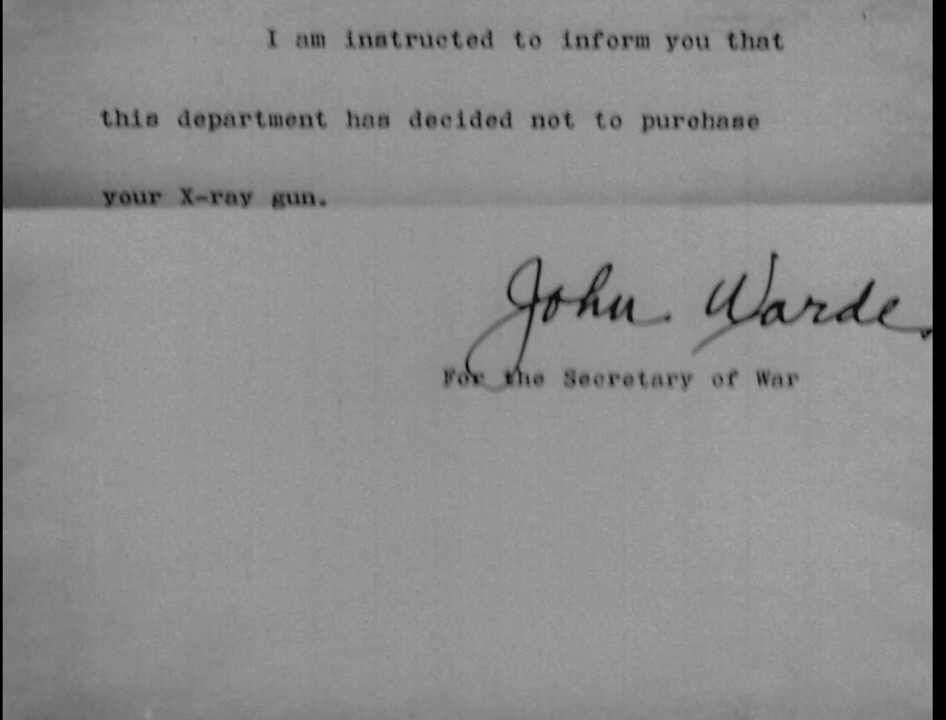 I am instructed to inform you that
this department has decided not to purchase
your X-ray gun.
John Warde
For the Secretary of War